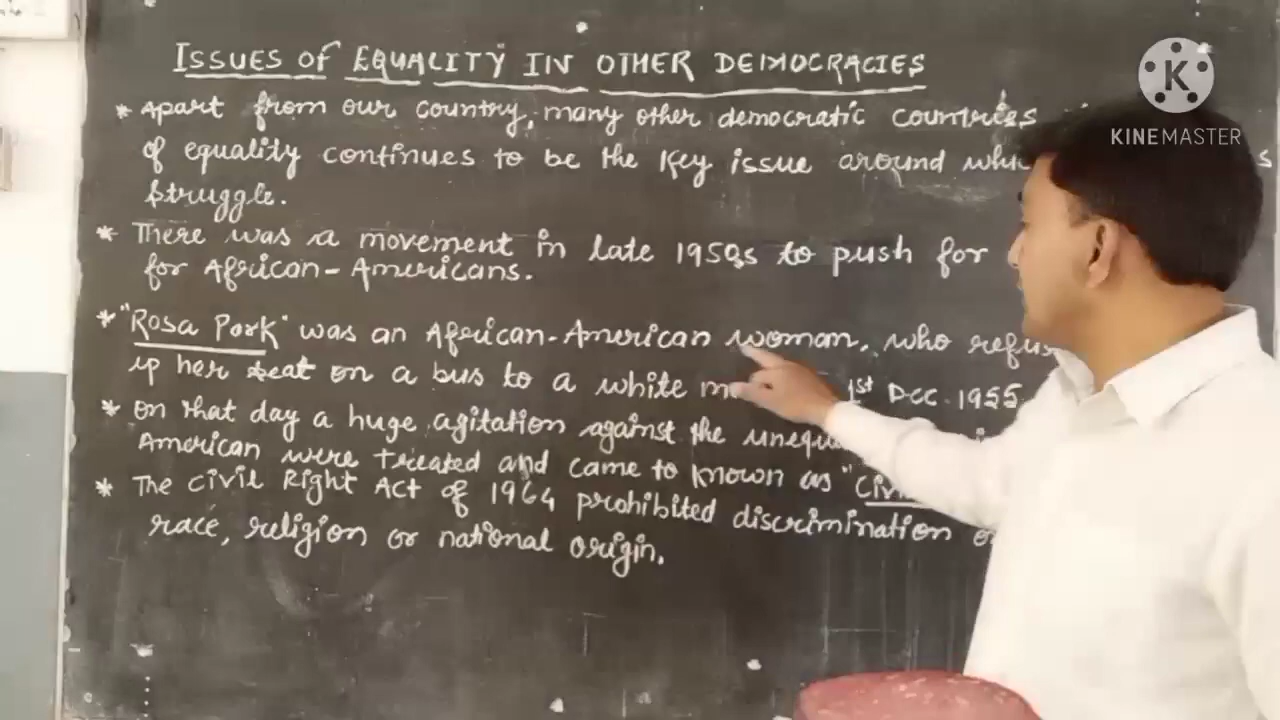 ISSUES OF EQUALITY IN OTHER DEMOCRACIES
* Apart from our country, many other democratic countries
of equality continues to be the key issue around
struggle.
* There was a movement in late 1950s to push for
for African-Americans.
* "Rosa Park" was an African-American woman, who
up her seat on a bus to a white 1st Dec. 1955
* On that day a huge agitation against the
American were treated and came to known as "
* The Civil Right Act of 1964 prohibited discrimination
race, religion or national origin.
K
KINEMASTER